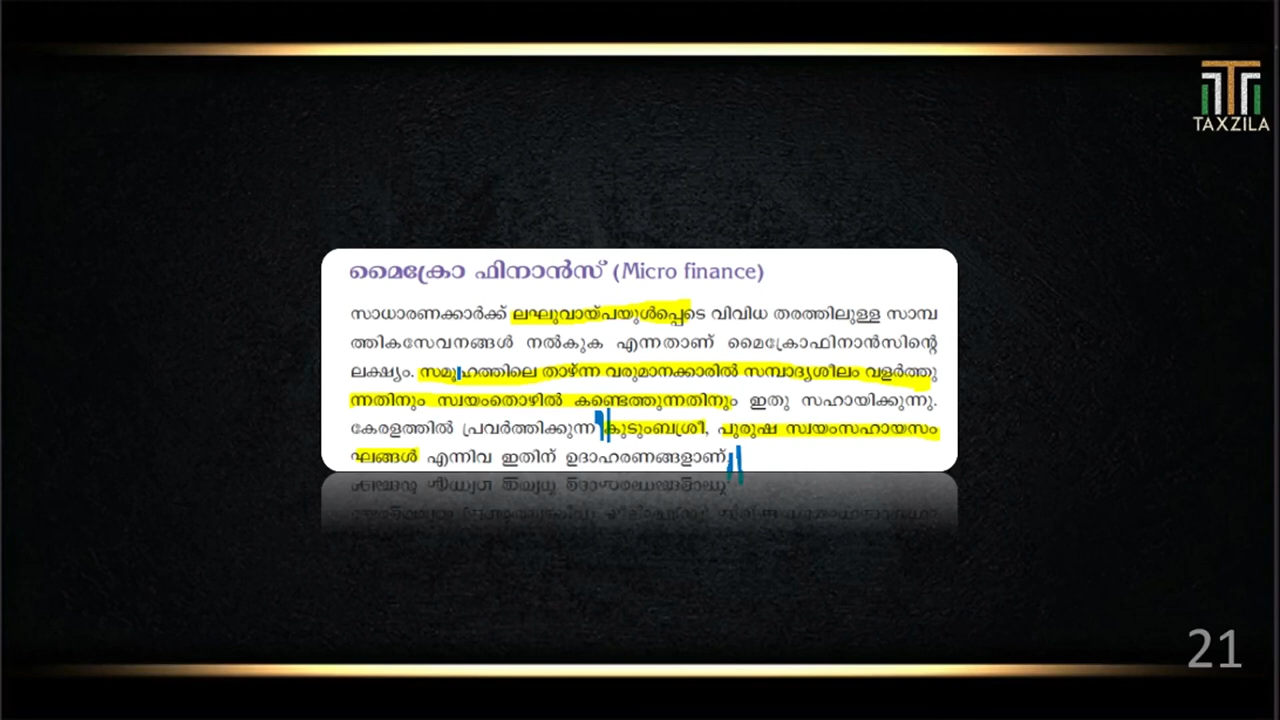 TAXZILA
മൈക്രോ ഫിനാൻസ് (Micro finance)
സാധാരണക്കാർക്ക് ലഘുവായ്പയുൾപ്പെടെ വിവിധ തരത്തിലുള്ള സാമ്പ
ത്തികസേവനങ്ങൾ നൽകുക എന്നതാണ് മൈക്രോഫിനാൻസിന്റെ
ലക്ഷ്യം. സമൂഹത്തിലെ താഴ്ന്ന വരുമാനക്കാരിൽ സമ്പാദ്യശീലം വളർത്തു
ന്നതിനും സ്വയംതൊഴിൽ കണ്ടെത്തുന്നതിനും ഇതു സഹായിക്കുന്നു.
കേരളത്തിൽ പ്രവർത്തിക്കുന്ന കുടുംബശ്രീ, പുരുഷ സ്വയംസഹായസം
ഘങ്ങൾ എന്നിവ ഇതിന് ഉദാഹരണങ്ങളാണ്
21